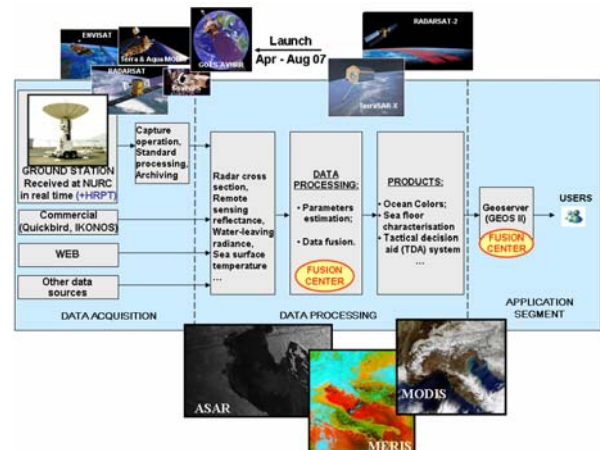 ENVISAT
Terra & Aqua MODIS
GOES AVHRR
Launch
Apr - Aug 07
RADARSAT-2
RADARSAT
TerraSAR X
GROUND STATION
Received at NURC
in real time (+HRPT)
Capture
operation,
Standard
processing,
Archiving
Commercial
(Quickbird, IKONOS)
WEB
Other data
sources
Radar cross
section,
Remote
sensing
reflectance,
Water-leaving
radiance,
Sea surface
temperature
...
DATA
PROCESSING:
• Parameters
estimation;
• Data fusion.
FUSION
CENTER
PRODUCTS:
• Ocean Colors;
• Sea floor
characterisation
• Tactical decision
aid (TDA) system
...
Geoserver
(GEOS II)
FUSION
CENTER
USERS
DATA ACQUISITION
DATA PROCESSING
APPLICATION
SEGMENT
ASAR
MERIS
MODIS